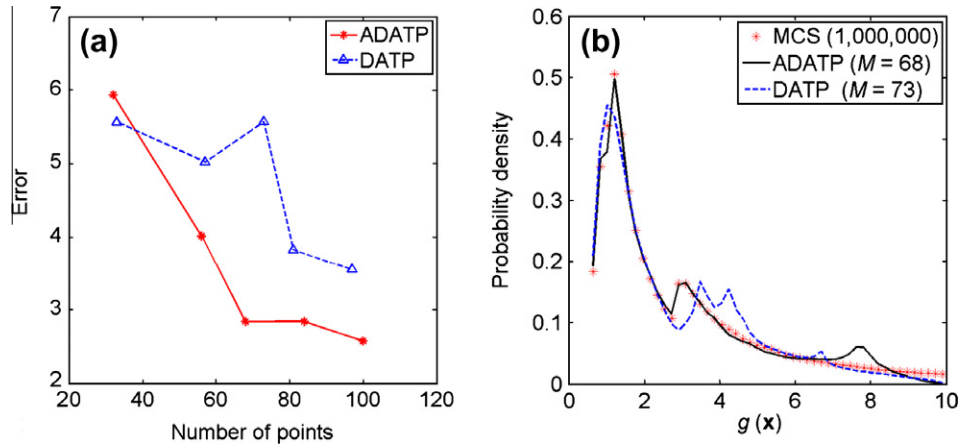 (a)
ADATP
DATP
7
6
5
4
3
2
Error
20
40
60
80
100
120
Number of points
(b)
MCS (1,000,000)
ADATP (M = 68)
DATP (M = 73)
0.6
0.5
0.4
0.3
0.2
0.1
0
Probability density
0
2
4
6
8
10
g (x)